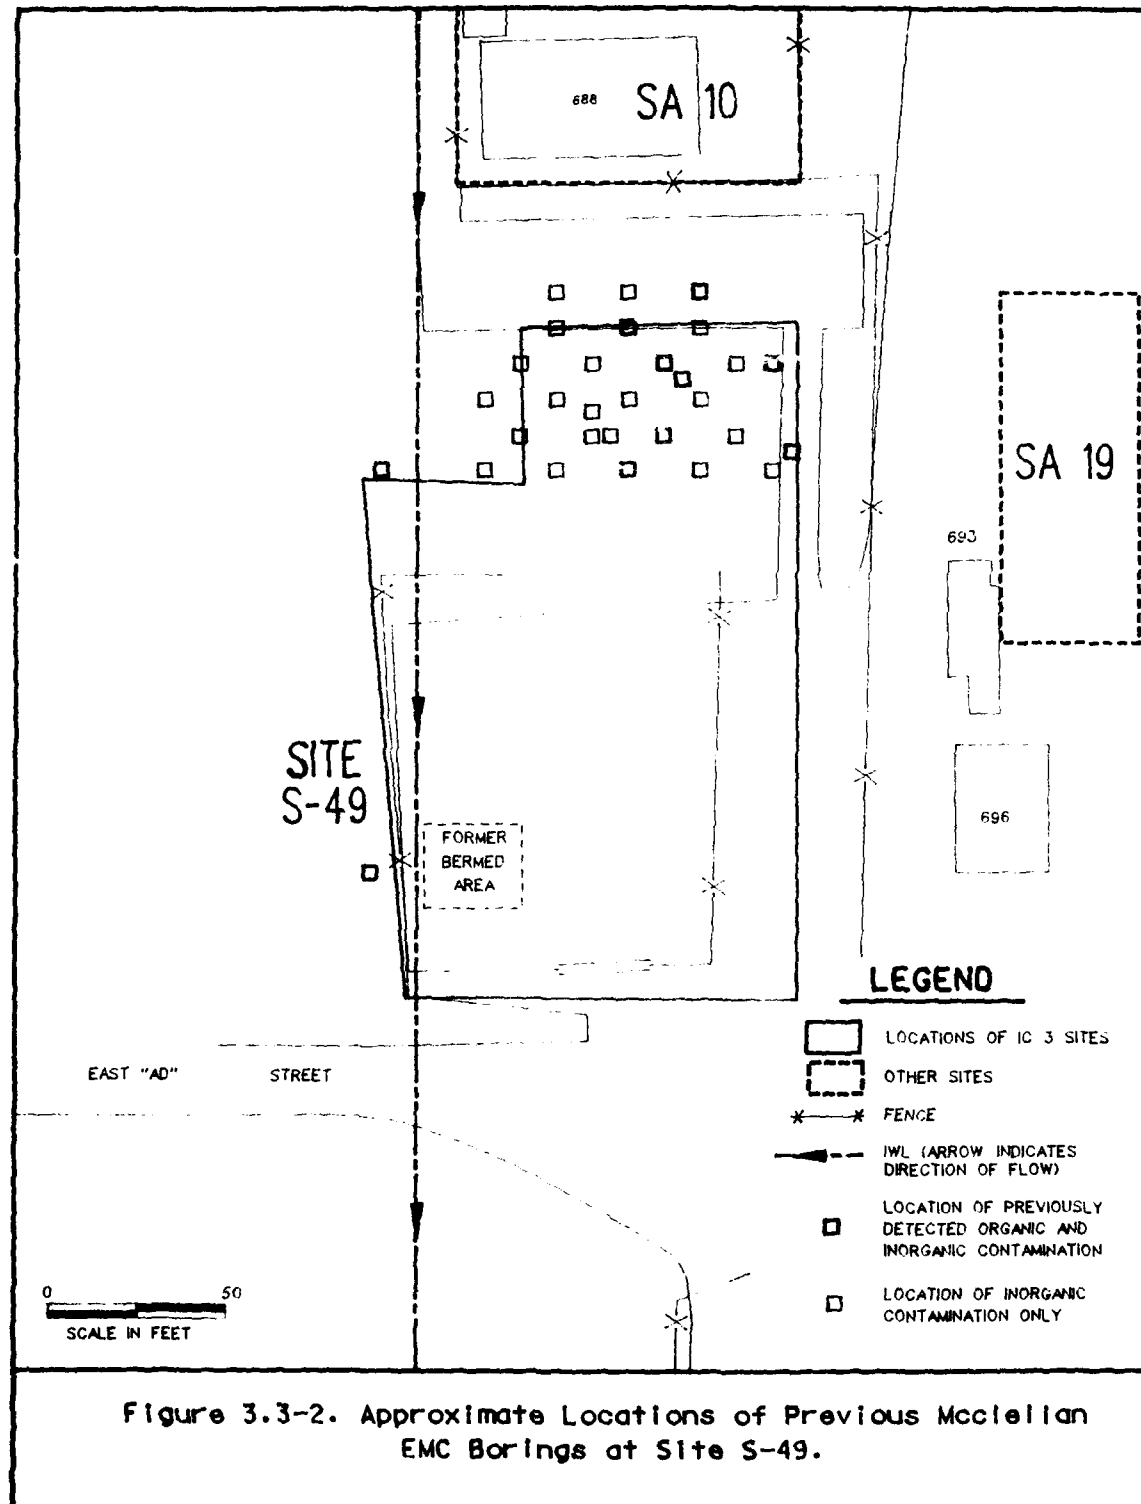 688
SA 10
SA 19
693
SITE
S-49
FORMER
BERMED
AREA
696
LEGEND
LOCATIONS OF IC 3 SITES
OTHER SITES
FENCE
IWL (ARROW INDICATES
DIRECTION OF FLOW)
LOCATION OF PREVIOUSLY
DETECTED ORGANIC AND
INORGANIC CONTAMINATION
LOCATION OF INORGANIC
CONTAMINATION ONLY
EAST "AD" STREET
0 50
SCALE IN FEET
Figure 3.3-2. Approximate Locations of Previous Mcclellan
EMC Borings at Site S-49.